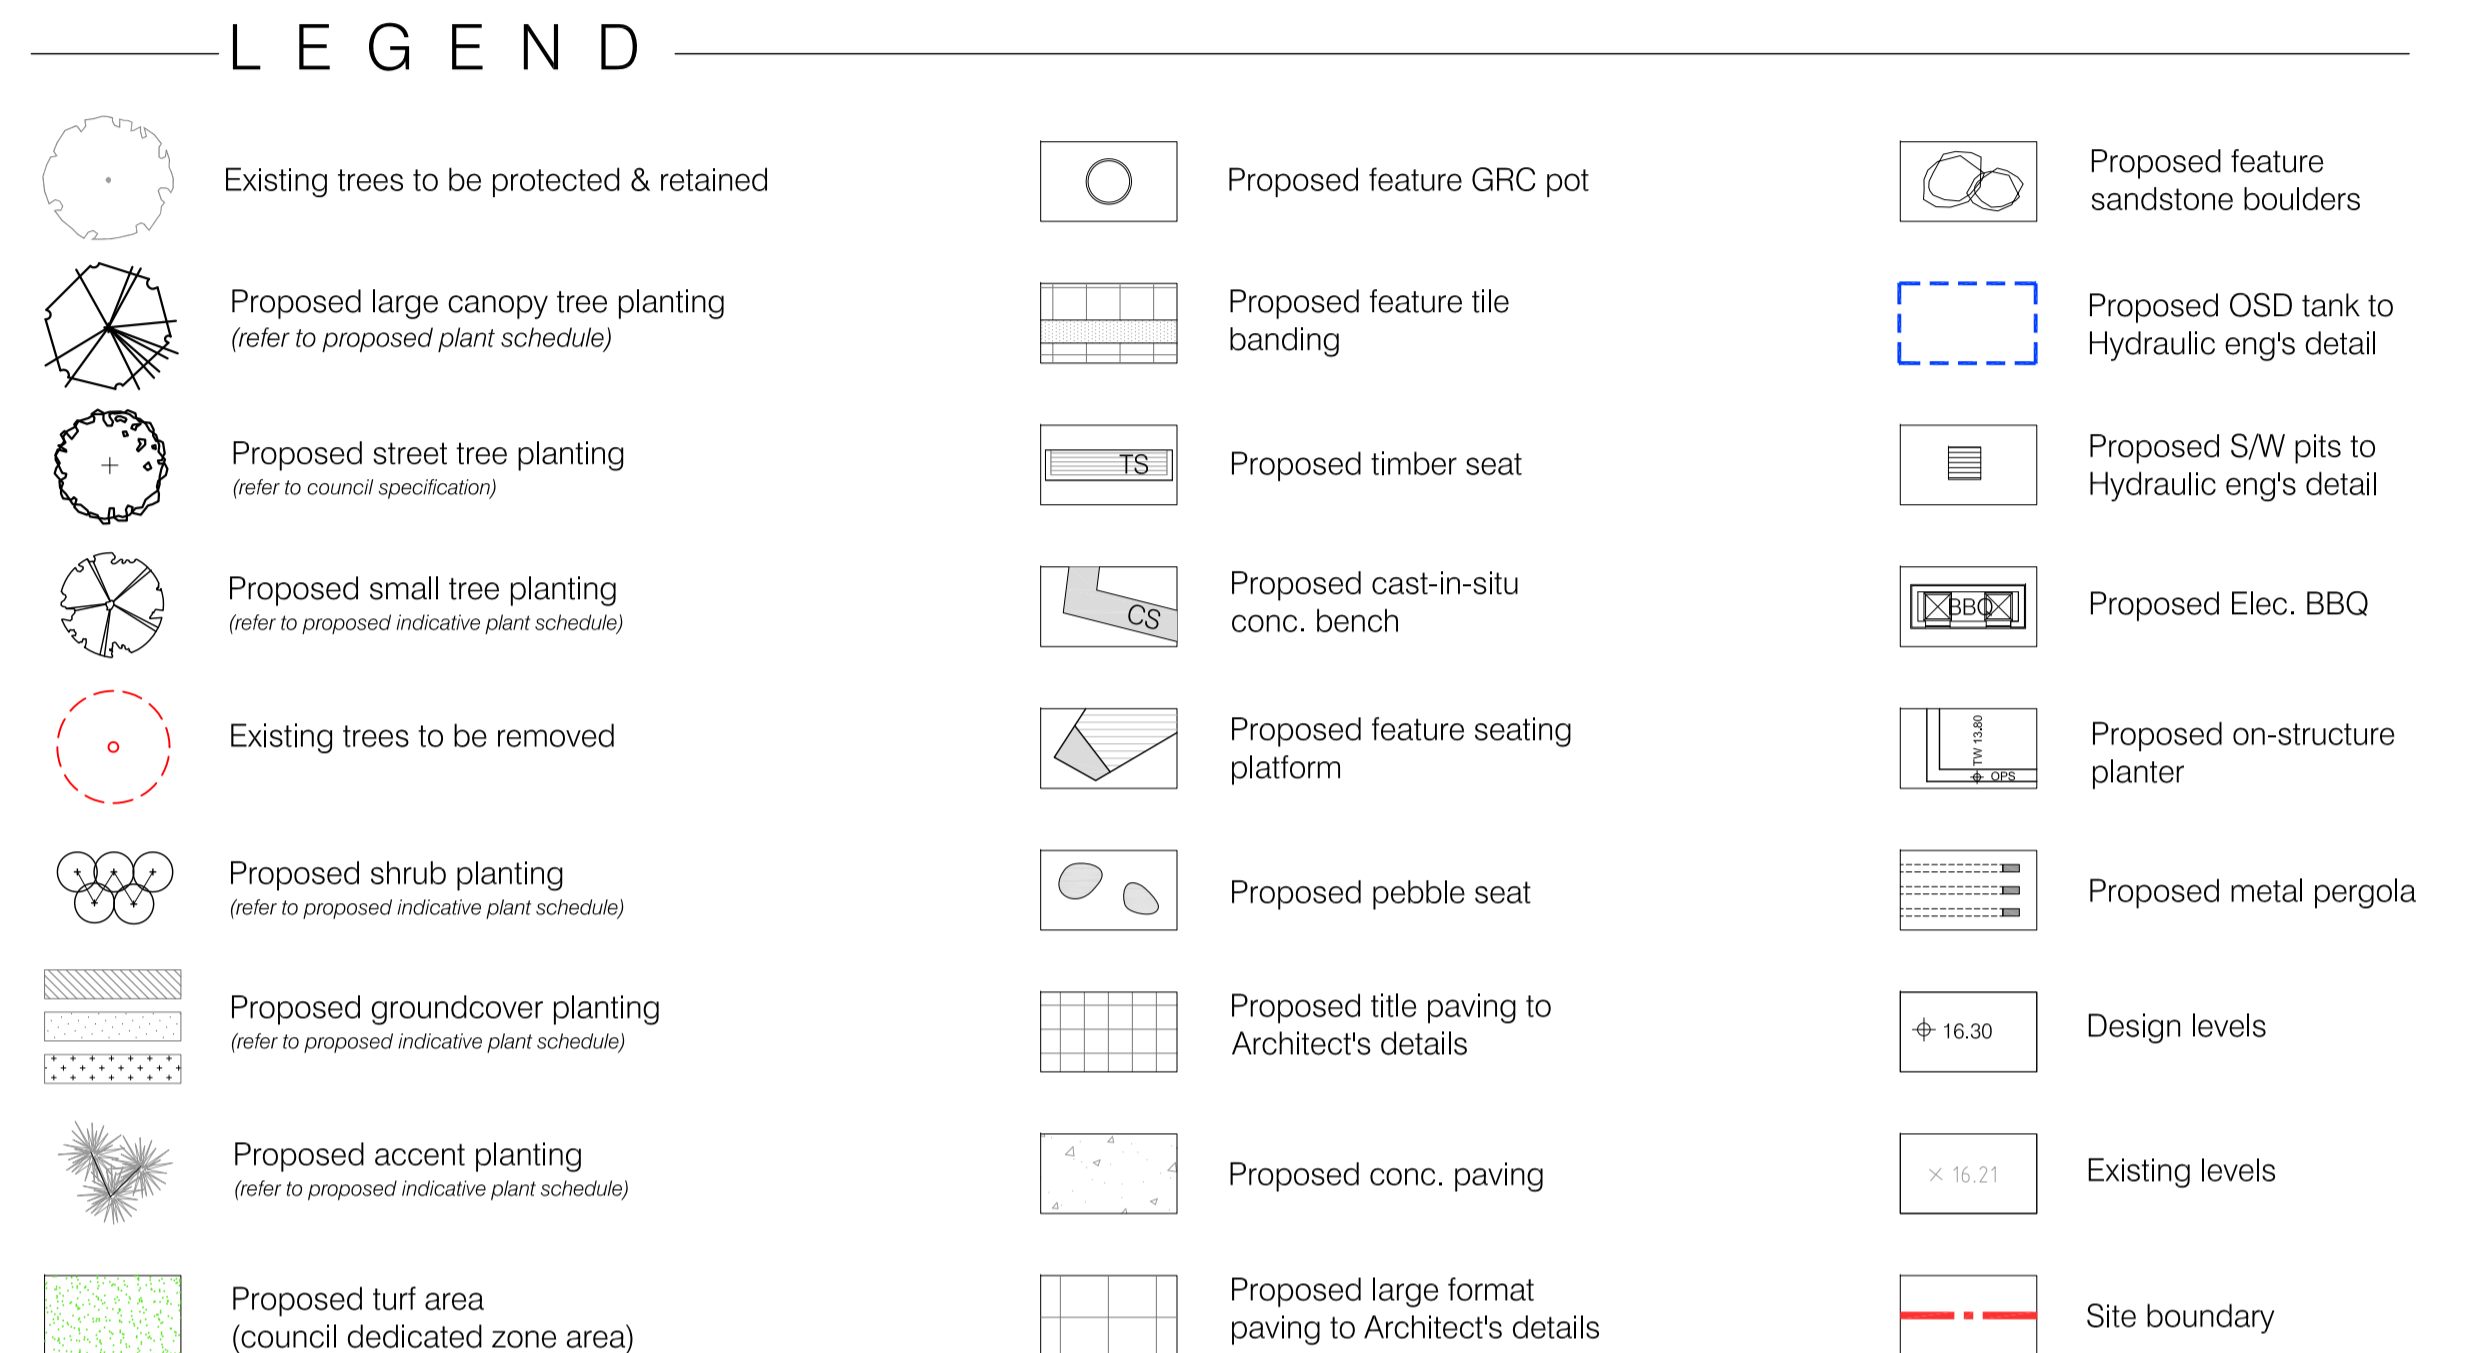 LEGEND
Existing trees to be protected & retained
Proposed large canopy tree planting
(refer to proposed plant schedule)
Proposed street tree planting
(refer to council specification)
Proposed small tree planting
(refer to proposed indicative plant schedule)
Existing trees to be removed
Proposed shrub planting
(refer to proposed indicative plant schedule)
Proposed groundcover planting
(refer to proposed indicative plant schedule)
Proposed accent planting
(refer to proposed indicative plant schedule)
Proposed turf area
(council dedicated zone area)
Proposed feature GRC pot
Proposed feature tile
banding
TS
Proposed timber seat
CS
Proposed cast-in-situ
conc. bench
Proposed feature seating
platform
Proposed pebble seat
Proposed title paving to
Architect's details
Proposed conc. paving
Proposed large format
paving to Architect's details
Proposed feature
sandstone boulders
Proposed OSD tank to
Hydraulic eng's detail
Proposed S/W pits to
Hydraulic eng's detail
BBQ
Proposed Elec. BBQ
TW 13.80
OPS
Proposed on-structure
planter
Proposed metal pergola
16.30
Design levels
16.21
Existing levels
Site boundary